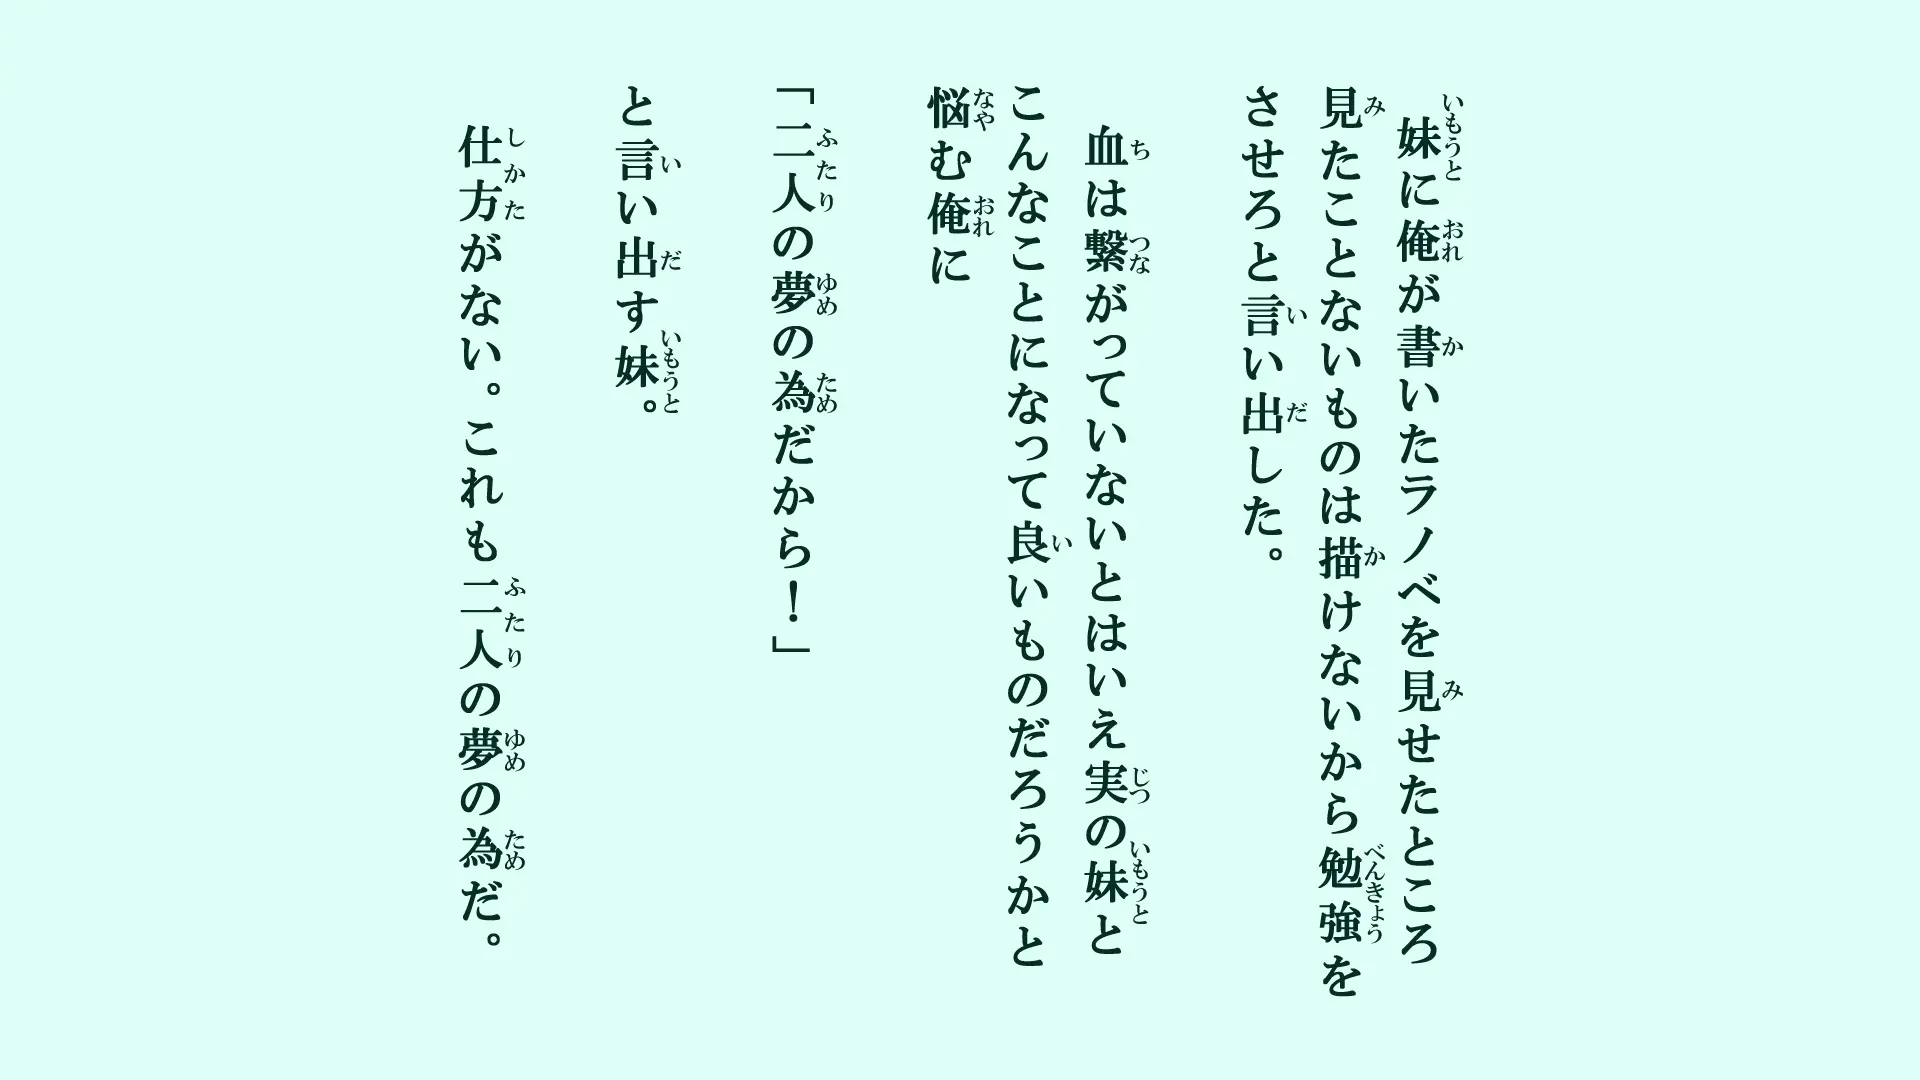 妹に俺が書いたラノベを見せたところ
見たことないものは描けないから勉強を
させろと言い出した。
血は繋がっていないとはいえ実の妹と
こんなことになって良いものだろうかと
悩む俺に
「二人の夢の為だから！」
と言い出す妹。
仕方がない。これも二人の夢の為だ。